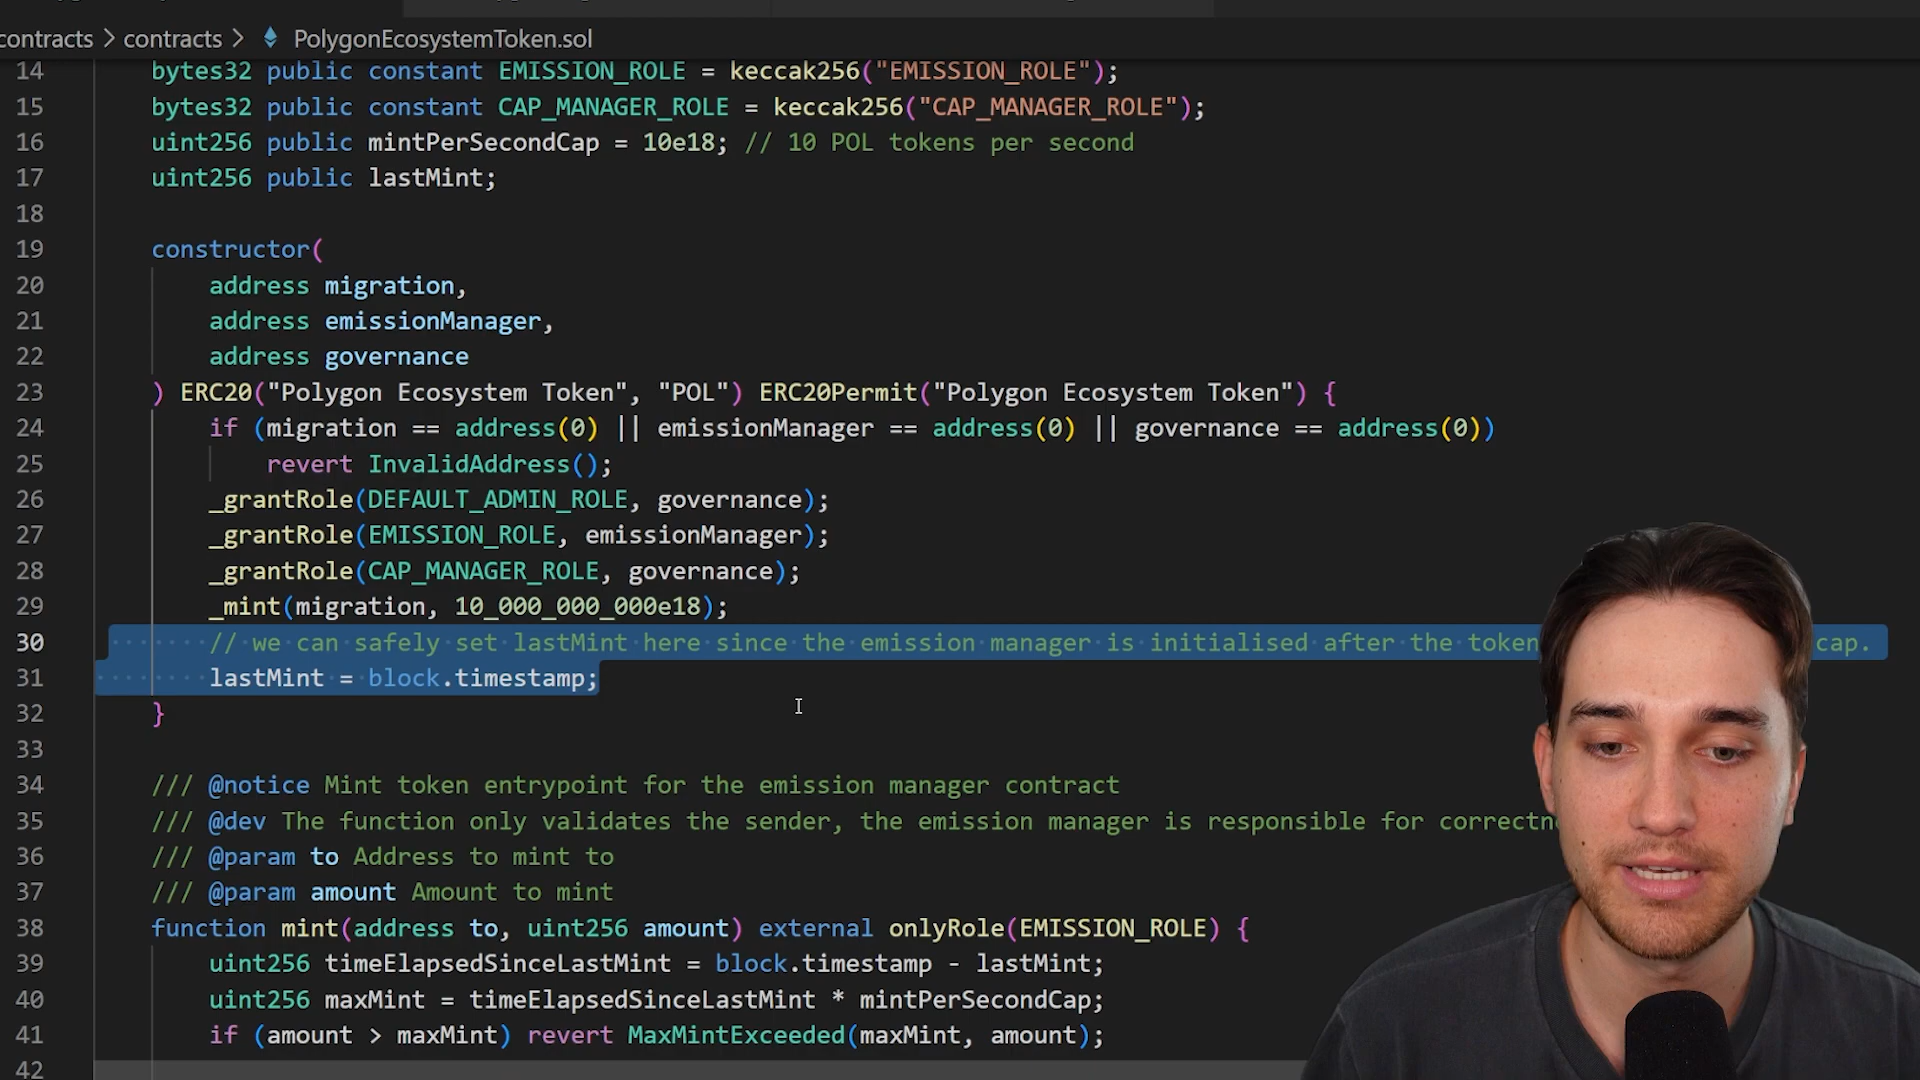 contracts > contracts > PolygonEcosystemToken.sol
14 bytes32 public constant EMISSION_ROLE = keccak256("EMISSION_ROLE");
15 bytes32 public constant CAP_MANAGER_ROLE = keccak256("CAP_MANAGER_ROLE");
16 uint256 public mintPerSecondCap = 10e18; // 10 POL tokens per second
17 uint256 public lastMint;
18
19 constructor(
20 address migration,
21 address emissionManager,
22 address governance
23 ) ERC20("Polygon Ecosystem Token", "POL") ERC20Permit("Polygon Ecosystem Token") {
24 if (migration == address(0) || emissionManager == address(0) || governance == address(0))
25 revert InvalidAddress();
26 _grantRole(DEFAULT_ADMIN_ROLE, governance);
27 _grantRole(EMISSION_ROLE, emissionManager);
28 _grantRole(CAP_MANAGER_ROLE, governance);
29 _mint(migration, 10_000_000_000e18);
30 // we can safely set lastMint here since the emission manager is initialised after the token cap.
31 lastMint = block.timestamp;
32 }
33
34 /// @notice Mint token entrypoint for the emission manager contract
35 /// @dev The function only validates the sender, the emission manager is responsible for
36 /// @param to Address to mint to
37 /// @param amount Amount to mint
38 function mint(address to, uint256 amount) external onlyRole(EMISSION_ROLE) {
39 uint256 timeElapsedSinceLastMint = block.timestamp - lastMint;
40 uint256 maxMint = timeElapsedSinceLastMint * mintPerSecondCap;
41 if (amount > maxMint) revert MaxMintExceeded(maxMint, amount);
42